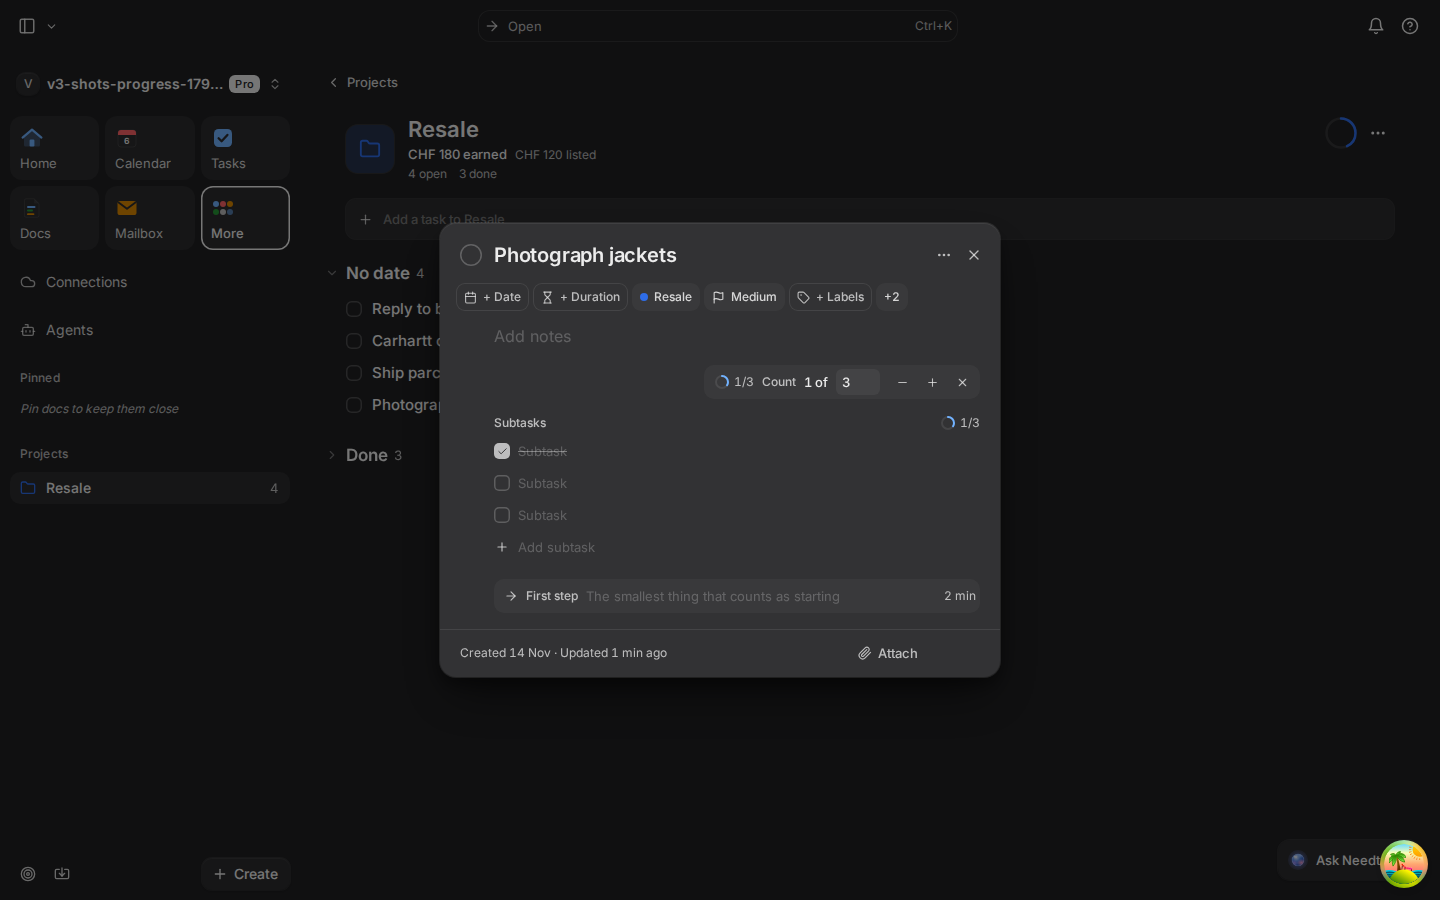 Open
Ctrl+K
V
v3-shots-progress-179...
Pro
Projects
Home
6
Calendar
Tasks
Docs
Mailbox
More
Resale
CHF 180 earned CHF 120 listed
4 open 3 done
Add a task to Resale
Connections
Agents
Pinned
Pin docs to keep them close
Projects
Resale 4
No date 4
Reply to b
Carhartt
Ship parc
Photogra
Done 3
Photograph jackets
+ Date
+ Duration
Resale
Medium
+ Labels
+2
Add notes
1/3 Count 1 of 3
Subtasks 1/3
Subtask
Subtask
Subtask
Add subtask
First step The smallest thing that counts as starting 2 min
Created 14 Nov · Updated 1 min ago
Attach
Create
Ask Needt